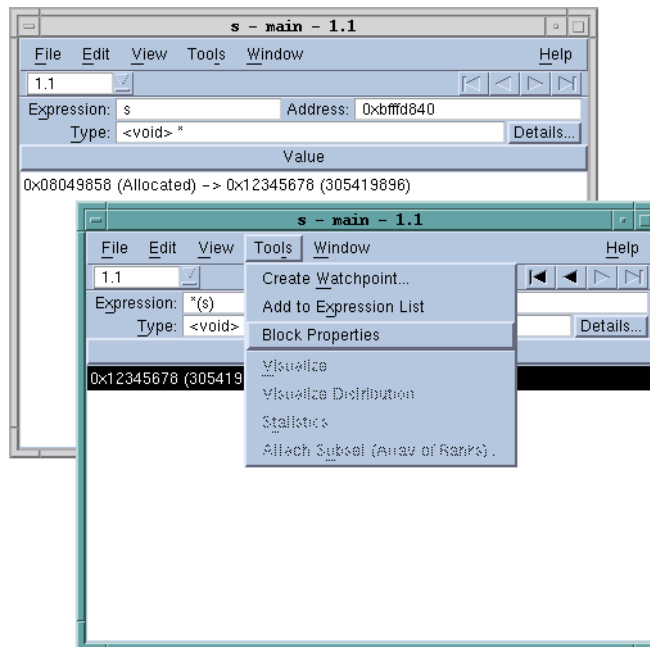 s - main - 1.1
File Edit View Tools Window Help
1.1
Expression: s Address: 0xbfffd840
Type: <void> * Details...
Value
0x08049858 (Allocated) -> 0x12345678 (305419896)
s - main - 1.1
File Edit View Tools Window Help
1.1 Create Watchpoint...
Expression: *(s) Add to Expression List
Type: <void> Block Properties Details...
Visualize
0x12345678 (305419
Visualize Distribution
Statistics
Attach Subset (Array of Ranks) .